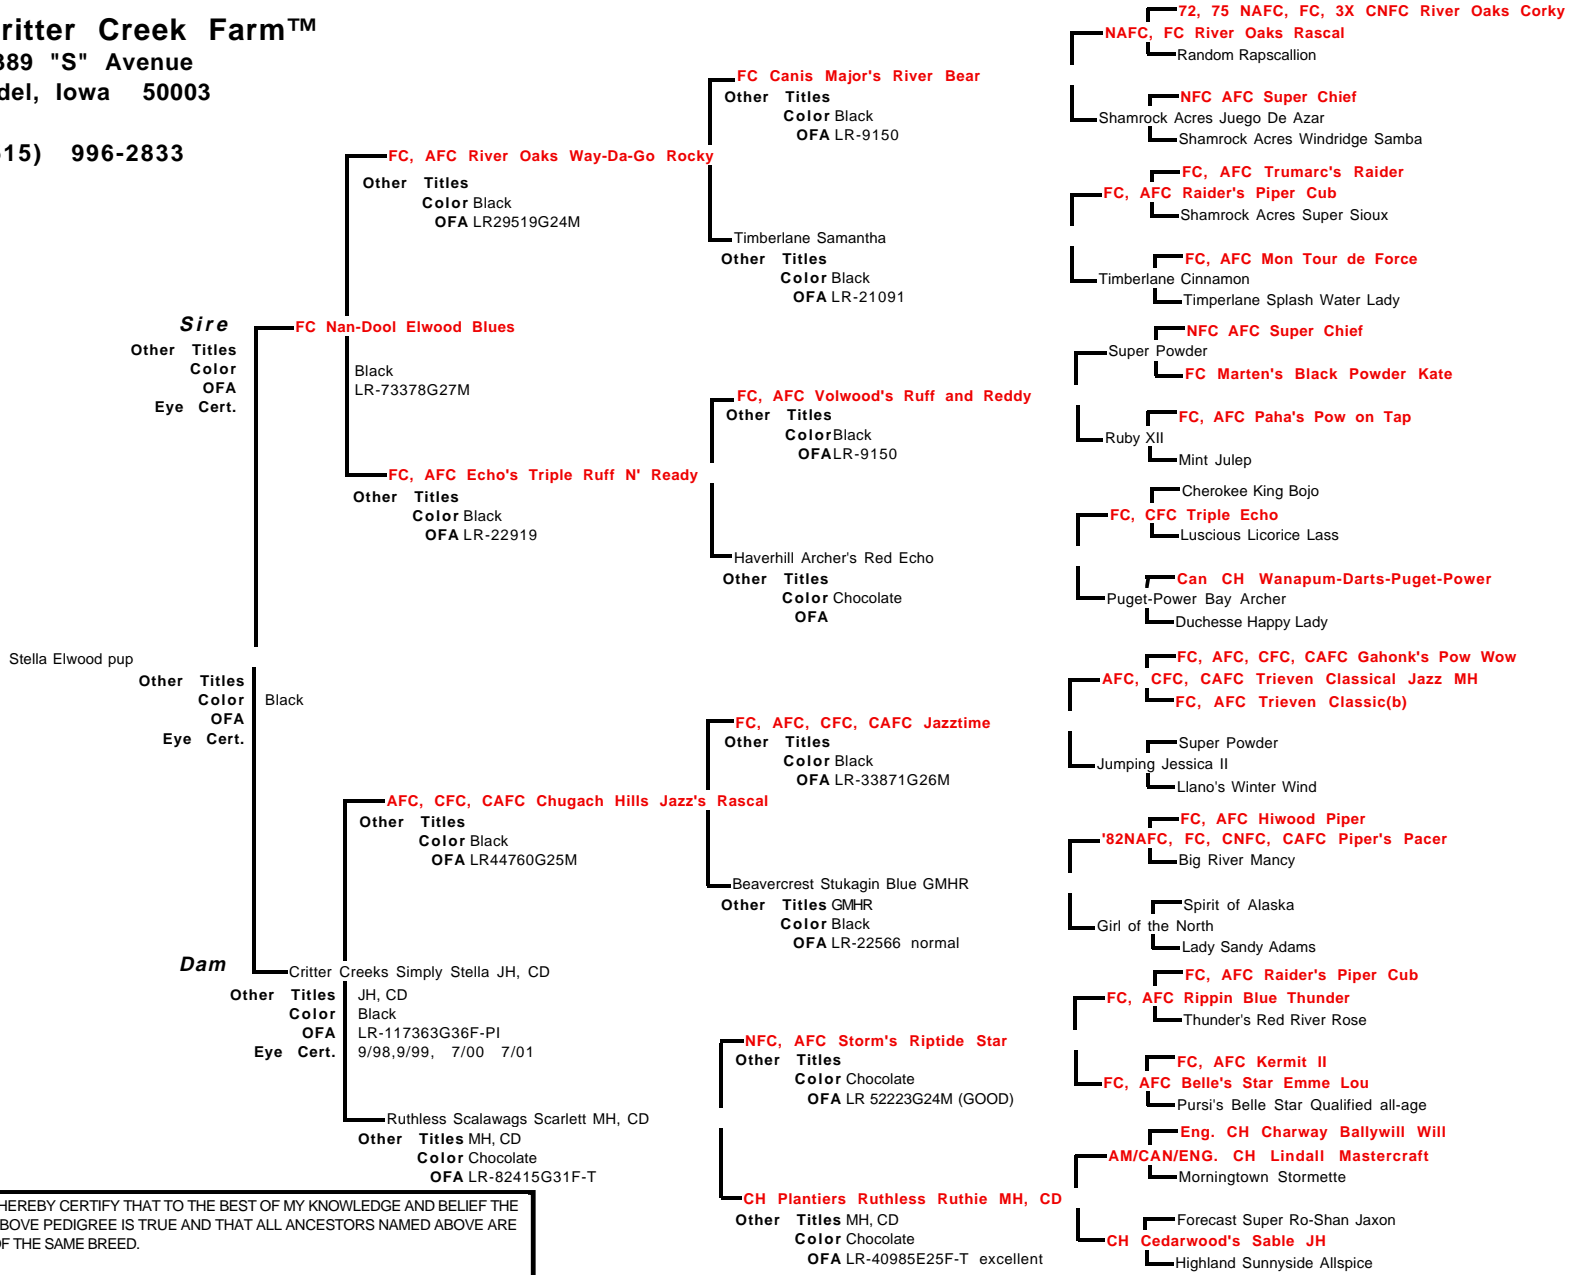 ritter Creek Farm™
389 "S" Avenue
del, Iowa 50003
15) 996-2833
Stella Elwood pup
Other Titles
Color Black
OFA
Eye Cert.
Sire
FC Nan-Dool Elwood Blues
Other Titles
Color Black
OFA LR-73378G27M
Eye Cert.
Dam
Critter Creeks Simply Stella JH, CD
Other Titles JH, CD
Color Black
OFA LR-117363G36F-PI
Eye Cert. 9/98,9/99, 7/00 7/01
FC, AFC River Oaks Way-Da-Go Rocky
Other Titles
Color Black
OFA LR29519G24M
FC, AFC Echo's Triple Ruff N' Ready
Other Titles
Color Black
OFA LR-22919
AFC, CFC, CAFC Chugach Hills Jazz's Rascal
Other Titles
Color Black
OFA LR44760G25M
Ruthless Scalawags Scarlett MH, CD
Other Titles MH, CD
Color Chocolate
OFA LR-82415G31F-T
FC Canis Major's River Bear
Other Titles
Color Black
OFA LR-9150
Timberlane Samantha
Other Titles
Color Black
OFA LR-21091
FC, AFC Volwood's Ruff and Reddy
Other Titles
Color Black
OFA LR-9150
Haverhill Archer's Red Echo
Other Titles
Color Chocolate
OFA
FC, AFC, CFC, CAFC Jazztime
Other Titles
Color Black
OFA LR-33871G26M
Beavercrest Stukagin Blue GMHR
Other Titles GMHR
Color Black
OFA LR-22566 normal
NFC, AFC Storm's Riptide Star
Other Titles
Color Chocolate
OFA LR 52223G24M (GOOD)
CH Plantiers Ruthless Ruthie MH, CD
Other Titles MH, CD
Color Chocolate
OFA LR-40985E25F-T excellent
72, 75 NAFC, FC, 3X CNFC River Oaks Corky
NAFC, FC River Oaks Rascal
Random Rapscallion
NFC AFC Super Chief
Shamrock Acres Juego De Azar
Shamrock Acres Windridge Samba
FC, AFC Trumarc's Raider
FC, AFC Raider's Piper Cub
Shamrock Acres Super Sioux
FC, AFC Mon Tour de Force
Timberlane Cinnamon
Timperlane Splash Water Lady
NFC AFC Super Chief
Super Powder
FC Marten's Black Powder Kate
FC, AFC Paha's Pow on Tap
Ruby XII
Mint Julep
Cherokee King Bojo
FC, CFC Triple Echo
Luscious Licorice Lass
Can CH Wanapum-Darts-Puget-Power
Puget-Power Bay Archer
Duchesse Happy Lady
FC, AFC, CFC, CAFC Gahonk's Pow Wow
AFC, CFC, CAFC Trieven Classical Jazz MH
FC, AFC Trieven Classic(b)
Super Powder
Jumping Jessica II
Llano's Winter Wind
FC, AFC Hiwood Piper
'82NAFC, FC, CNFC, CAFC Piper's Pacer
Big River Mancy
Spirit of Alaska
Girl of the North
Lady Sandy Adams
FC, AFC Raider's Piper Cub
FC, AFC Rippin Blue Thunder
Thunder's Red River Rose
FC, AFC Kermit II
FC, AFC Belle's Star Emme Lou
Pursi's Belle Star Qualified all-age
Eng. CH Charway Ballywill Will
AM/CAN/ENG. CH Lindall Mastercraft
Morningtown Stormette
Forecast Super Ro-Shan Jaxon
CH Cedarwood's Sable JH
Highland Sunnyside Allspice
HEREBY CERTIFY THAT TO THE BEST OF MY KNOWLEDGE AND BELIEF THE
BOVE PEDIGREE IS TRUE AND THAT ALL ANCESTORS NAMED ABOVE ARE
OF THE SAME BREED.